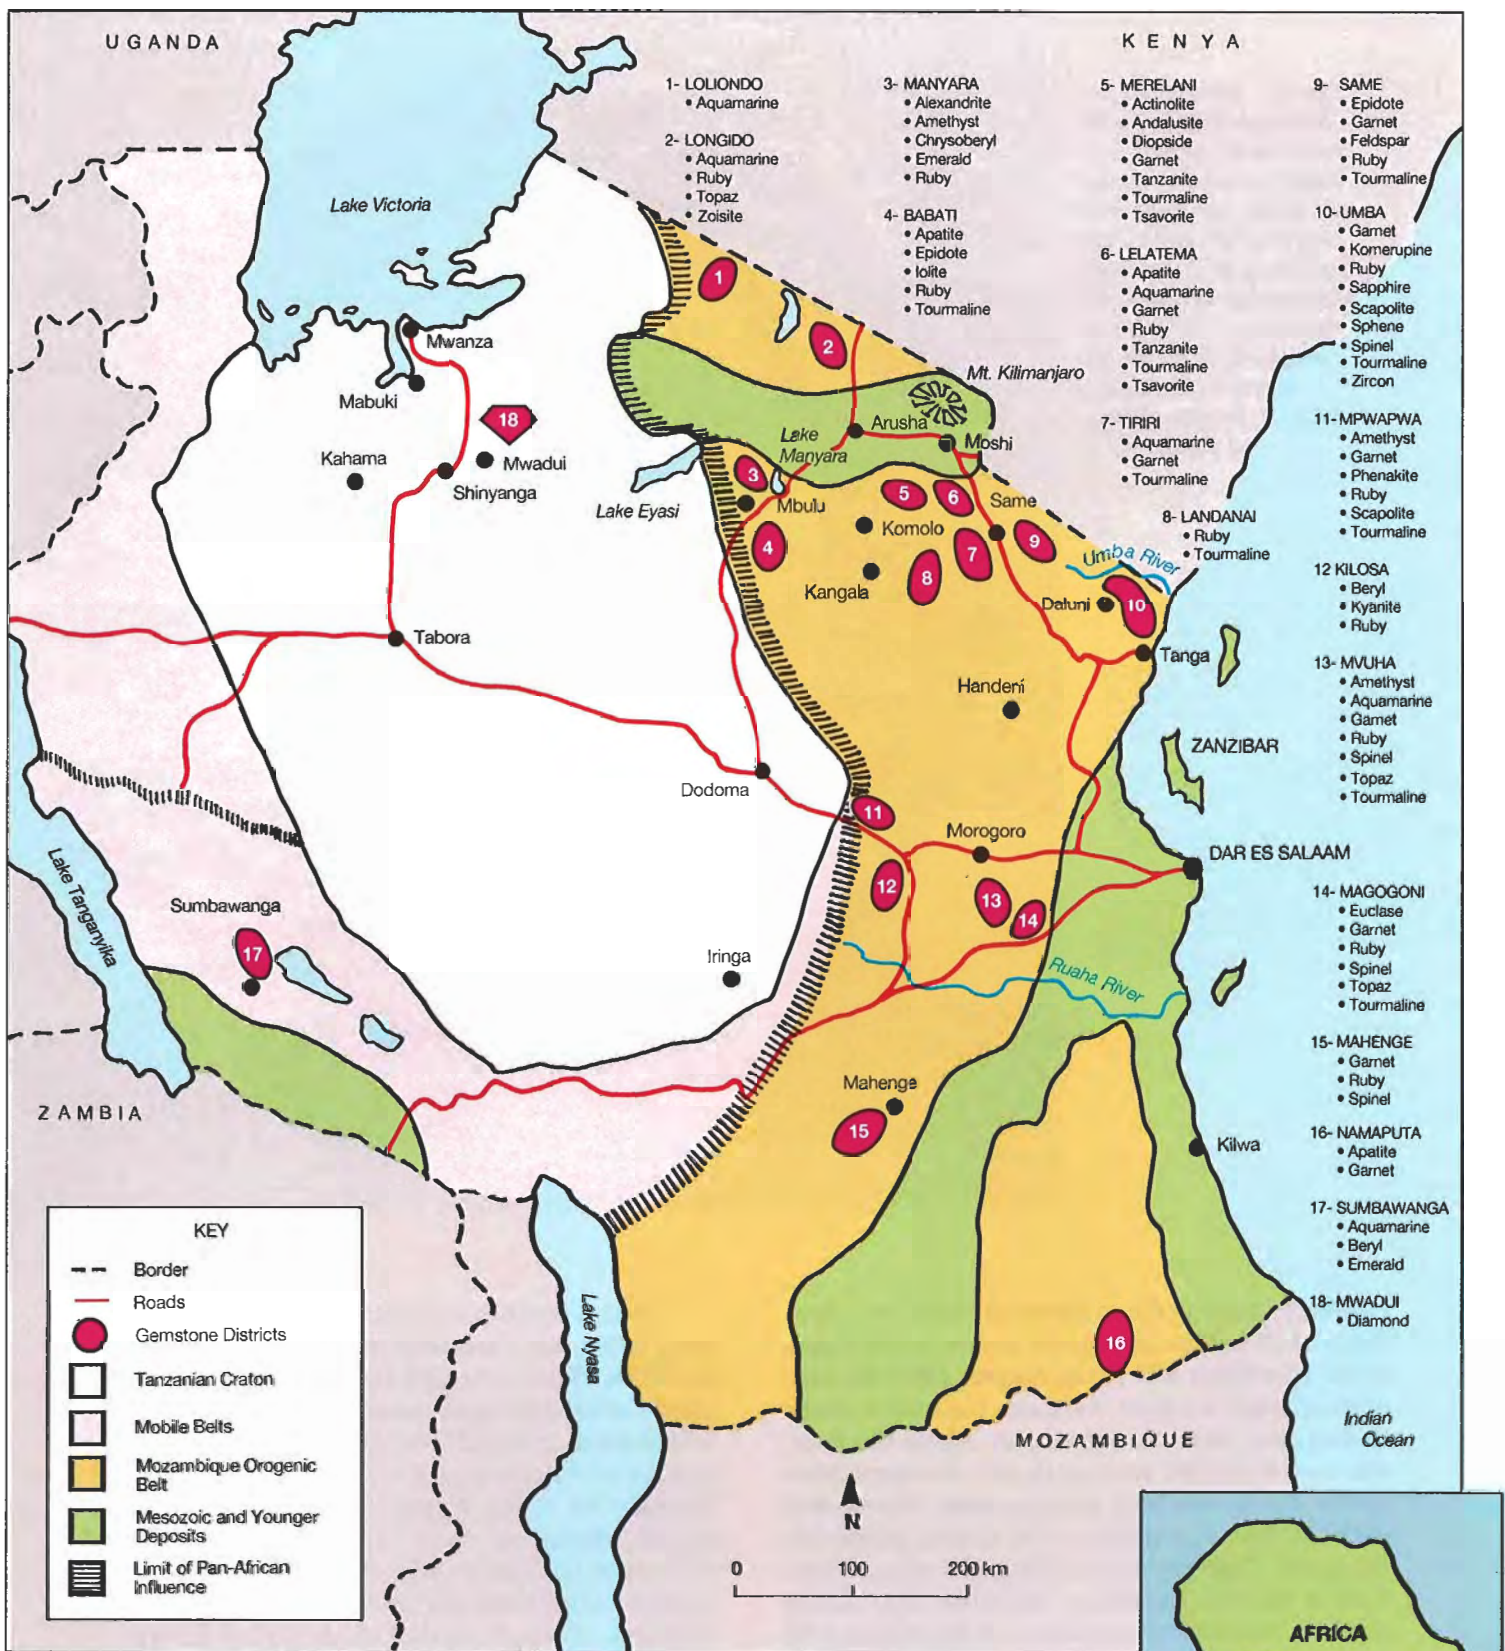 UGANDA
KENYA
1- LOLIONDO
• Aquamarine
2- LONGIDO
• Aquamarine
• Ruby
• Topaz
• Zoisite
3- MANYARA
• Alexandrite
• Amethyst
• Chrysoberyl
• Emerald
• Ruby
4- BABATI
• Apatite
• Epidote
• Iolite
• Ruby
• Tourmaline
5- MERELANI
• Actinolite
• Andalusite
• Diopside
• Garnet
• Tanzanite
• Tourmaline
• Tsavorite
6- LELATEMA
• Apatite
• Aquamarine
• Garnet
• Ruby
• Tanzanite
• Tourmaline
• Tsavorite
7- TIRIRI
• Aquamarine
• Garnet
• Tourmaline
8- LANDANAI
• Ruby
• Tourmaline
9- SAME
• Epidote
• Garnet
• Feldspar
• Ruby
• Tourmaline
10- UMBA
• Garnet
• Kornerupine
• Ruby
• Sapphire
• Scapolite
• Sphene
• Spinel
• Tourmaline
• Zircon
11- MPWAPWA
• Amethyst
• Garnet
• Phenakite
• Ruby
• Scapolite
• Tourmaline
12 KILOSA
• Beryl
• Kyanite
• Ruby
13- MVUHA
• Amethyst
• Aquamarine
• Garnet
• Ruby
• Spinel
• Topaz
• Tourmaline
14- MAGOGONI
• Euclase
• Garnet
• Ruby
• Spinel
• Topaz
• Tourmaline
15- MAHENGE
• Garnet
• Ruby
• Spinel
16- NAMAPUTA
• Apatite
• Garnet
17- SUMBAWANGA
• Aquamarine
• Beryl
• Emerald
18- MWADUI
• Diamond
Lake Victoria
1
2
Mwanza
Mabuki
18
Mt. Kilimanjaro
Arusha
Moshi
Lake
Manyara
Kahama
Mwadui
Shinyanga
Lake Eyasi
3
Mbulu
4
5
6
Same
Komolo
7
9
Kangala
8
Umba River
Daluni
10
Tabora
Tanga
Handeni
ZANZIBAR
Dodoma
11
Morogoro
DAR ES SALAAM
12
13
14
Lake Tanganyika
Sumbawanga
17
Iringa
Ruaha River
ZAMBIA
Mahenge
15
Kilwa
Lake Nyasa
16
MOZAMBIQUE
Indian
Ocean
KEY
Border
Roads
Gemstone Districts
Tanzanian Craton
Mobile Belts
Mozambique Orogenic
Belt
Mesozoic and Younger
Deposits
Limit of Pan-African
Influence
N
0 100 200 km
AFRICA